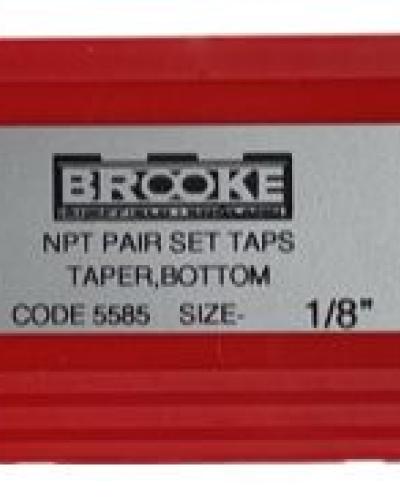 BROOKE
NPT PAIR SET TAPS
TAPER,BOTTOM
CODE 5585 SIZE- 1/8"